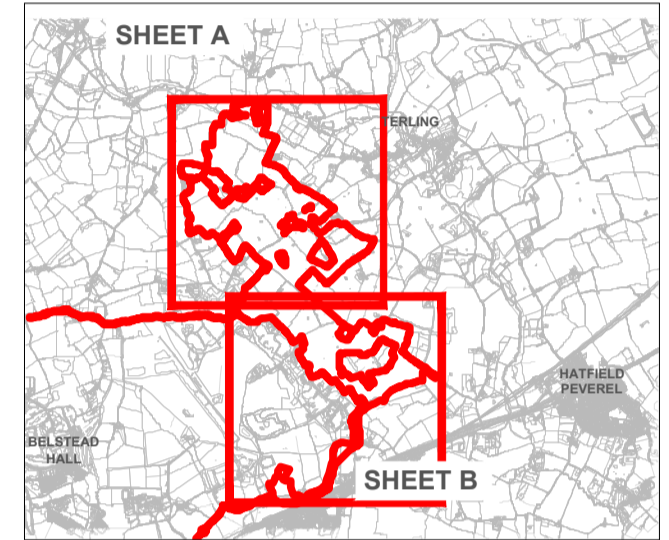 SHEET A
TERLING
HATFIELD
PEVEREL
BELSTEAD
HALL
SHEET B